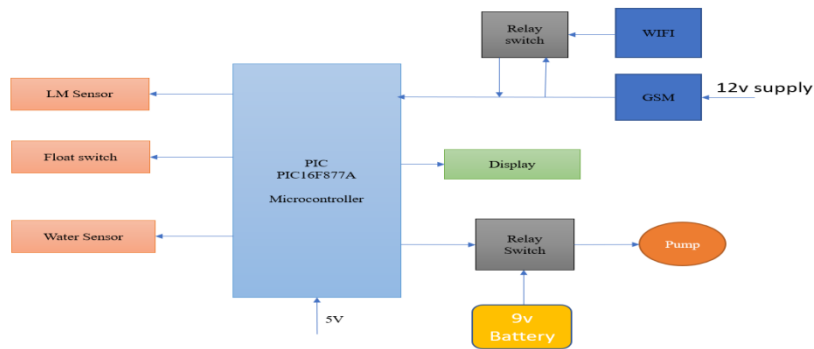 Relay
switch
WIFI
LM Sensor
GSM
12v supply
Float switch
PIC
PIC16F877A
Microcontroller
Display
Water Sensor
Relay
Switch
Pump
5V
9v
Battery